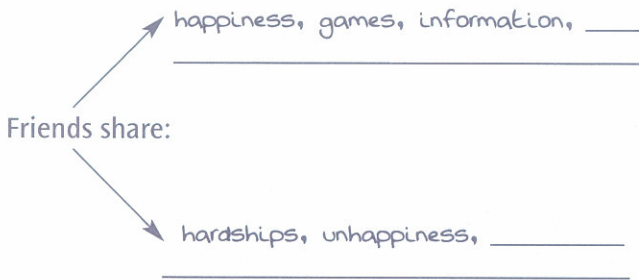 happiness, games, information,
Friends share:
hardships, unhappiness,